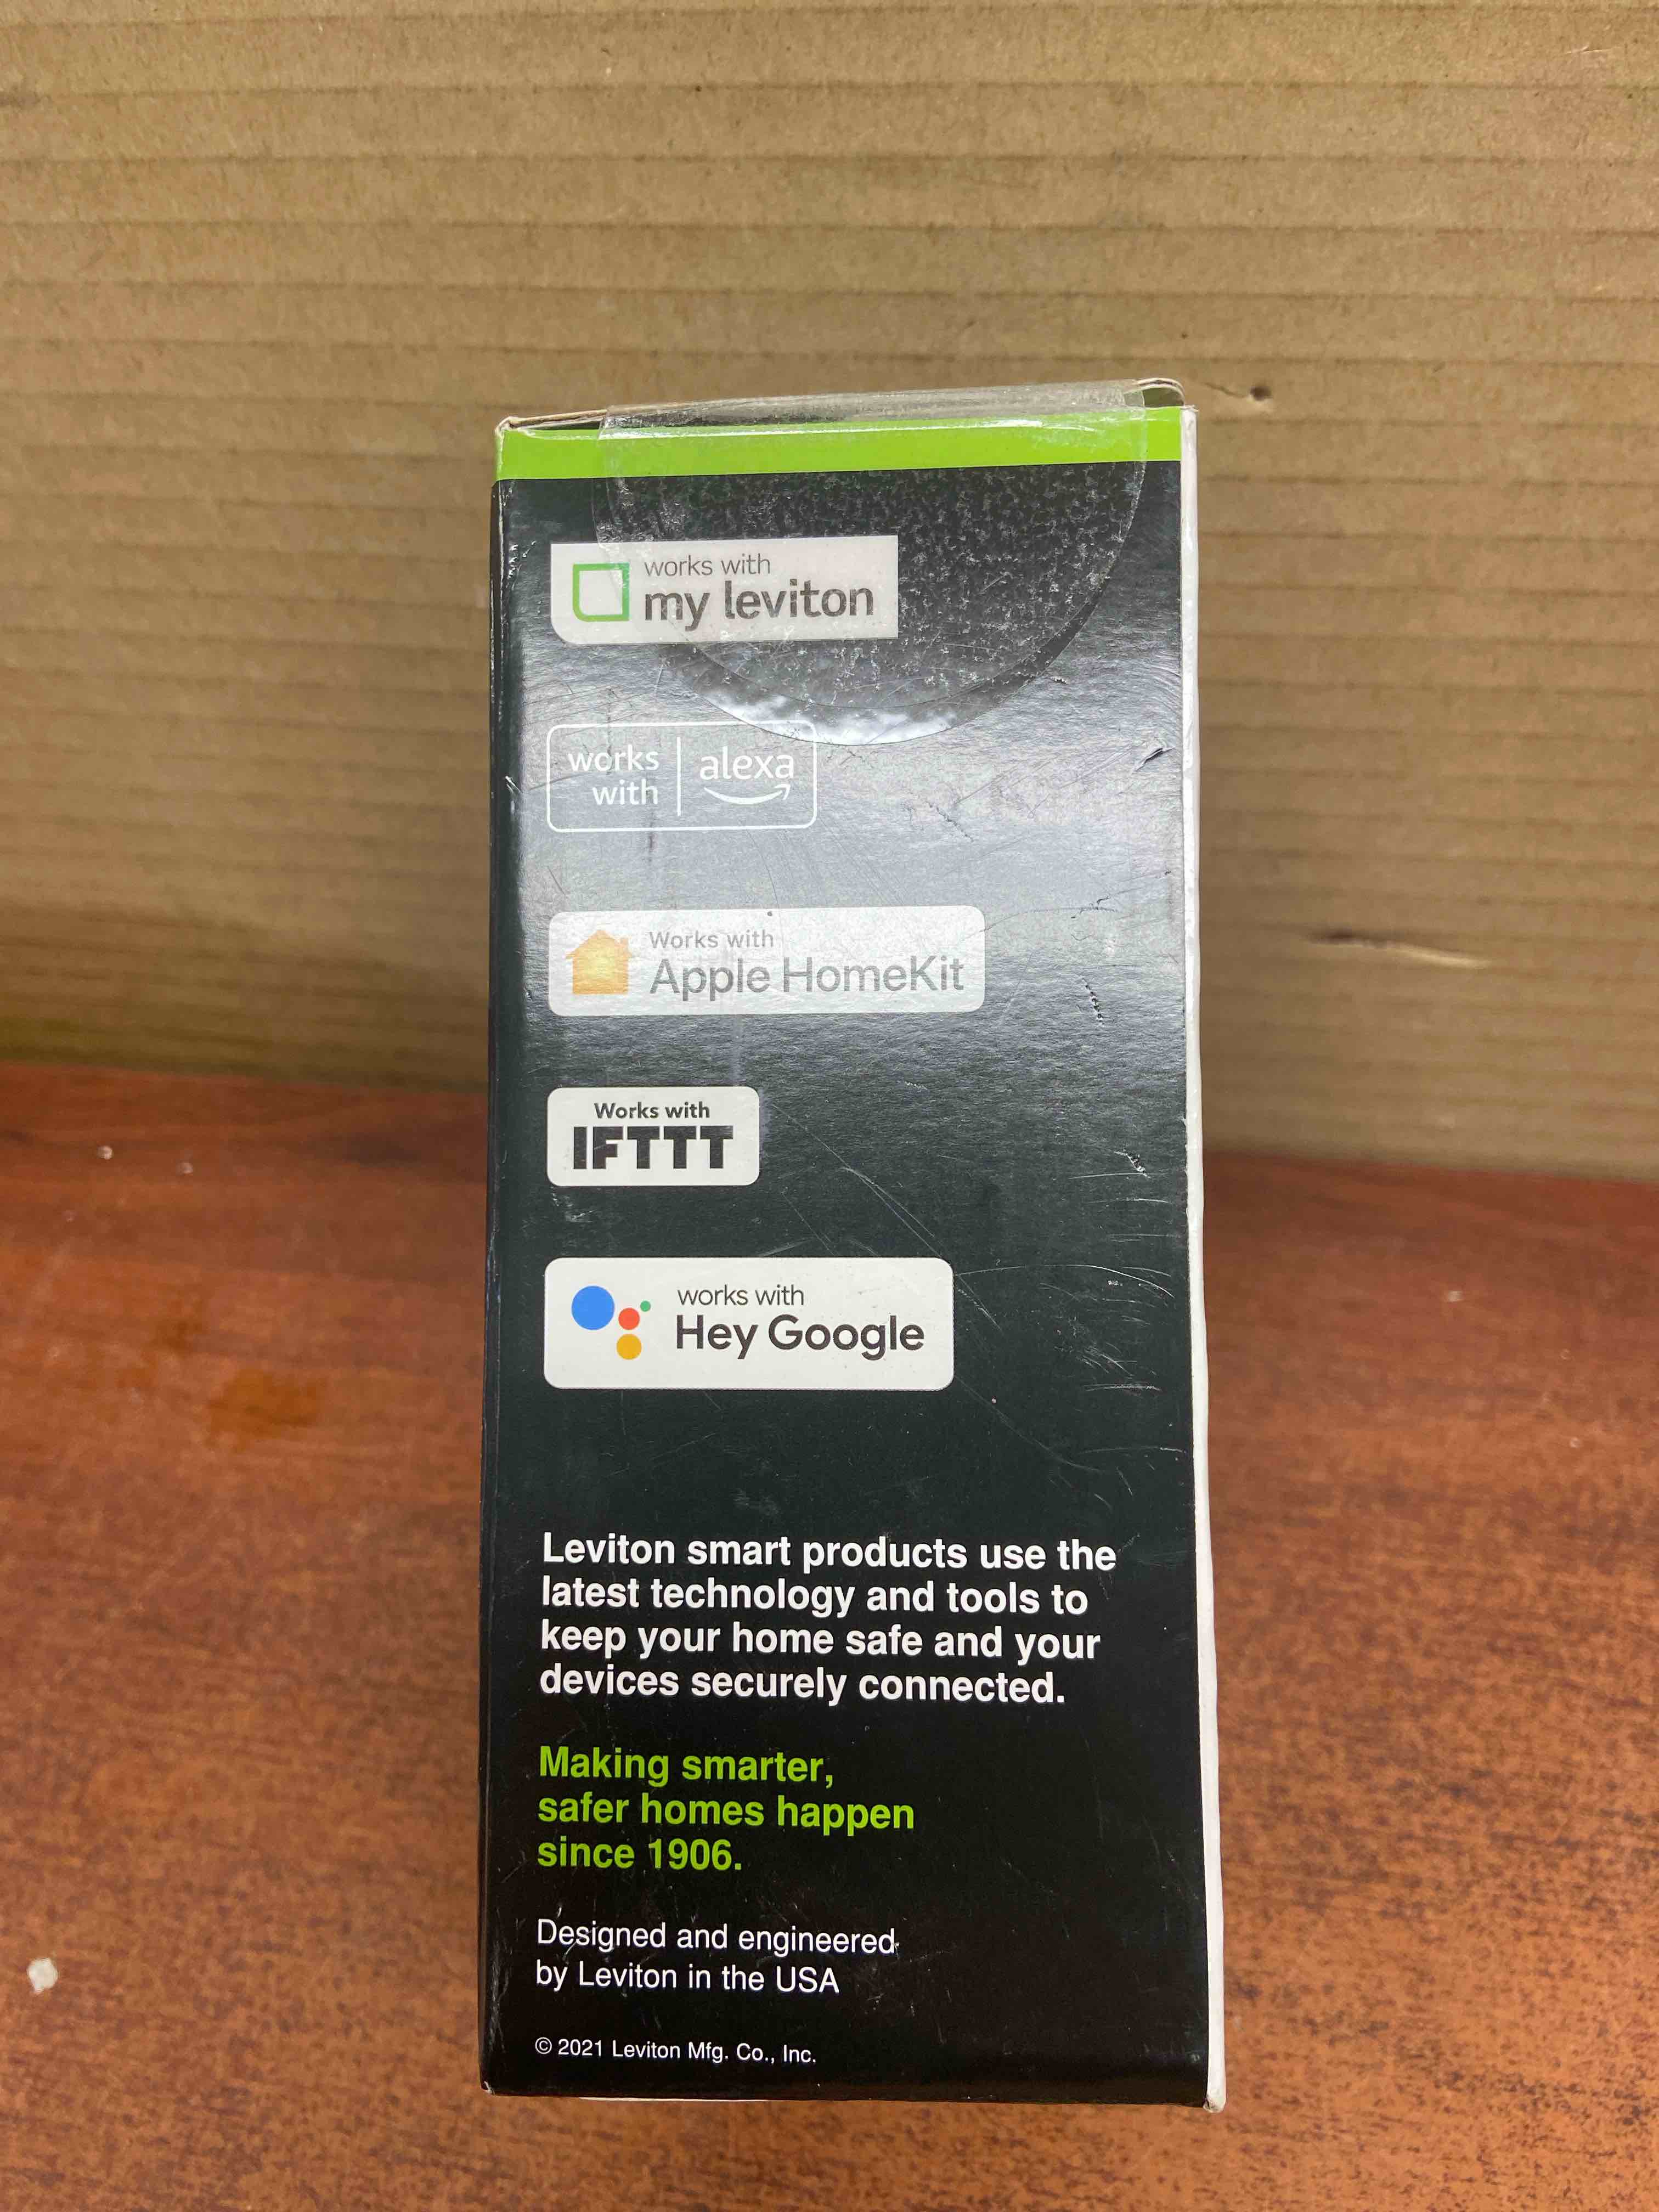 works with
my leviton
works
with
alexa
Works with
Apple HomeKit
Works with
IFTTT
works with
Hey Google
Leviton smart products use the
latest technology and tools to
keep your home safe and your
devices securely connected.
Making smarter,
safer homes happen
since 1906.
Designed and engineered
by Leviton in the USA
© 2021 Leviton Mfg. Co., Inc.